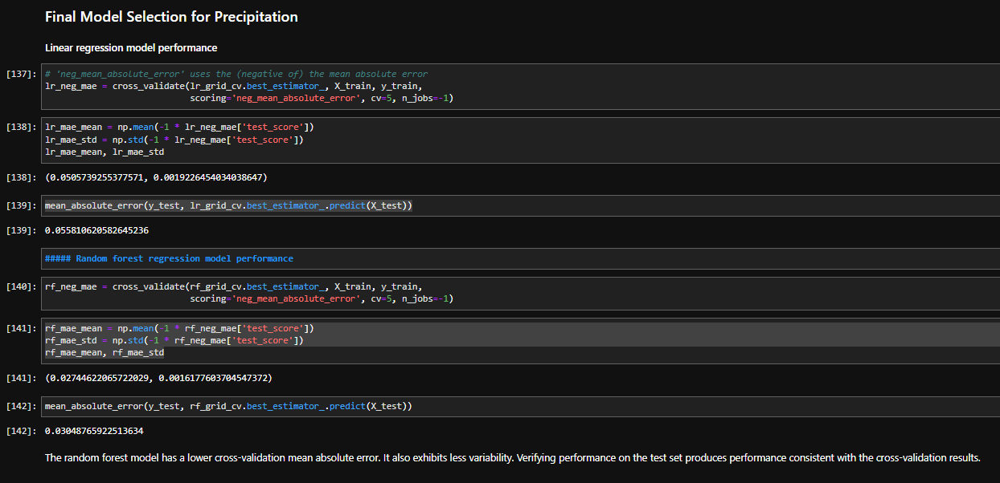 Final Model Selection for Precipitation
Linear regression model performance
[137]: # 'neg_mean_absolute_error' uses the (negative of) the mean absolute error
lr_neg_mae = cross_validate(lr_grid_cv.best_estimator_, X_train, y_train,
scoring='neg_mean_absolute_error', cv=5, n_jobs=-1)
[138]: lr_mae_mean = np.mean(-1 * lr_neg_mae['test_score'])
lr_mae_std = np.std(-1 * lr_neg_mae['test_score'])
lr_mae_mean, lr_mae_std
[138]: (0.0505739255377571, 0.0019226454034038647)
[139]: mean_absolute_error(y_test, lr_grid_cv.best_estimator_.predict(X_test))
[139]: 0.055810620582645236
##### Random forest regression model performance
[140]: rf_neg_mae = cross_validate(rf_grid_cv.best_estimator_, X_train, y_train,
scoring='neg_mean_absolute_error', cv=5, n_jobs=-1)
[141]: rf_mae_mean = np.mean(-1 * rf_neg_mae['test_score'])
rf_mae_std = np.std(-1 * rf_neg_mae['test_score'])
rf_mae_mean, rf_mae_std
[141]: (0.02744622065722029, 0.0016177603704547372)
[142]: mean_absolute_error(y_test, rf_grid_cv.best_estimator_.predict(X_test))
[142]: 0.03048765922513634
The random forest model has a lower cross-validation mean absolute error. It also exhibits less variability. Verifying performance on the test set produces performance consistent with the cross-validation results.